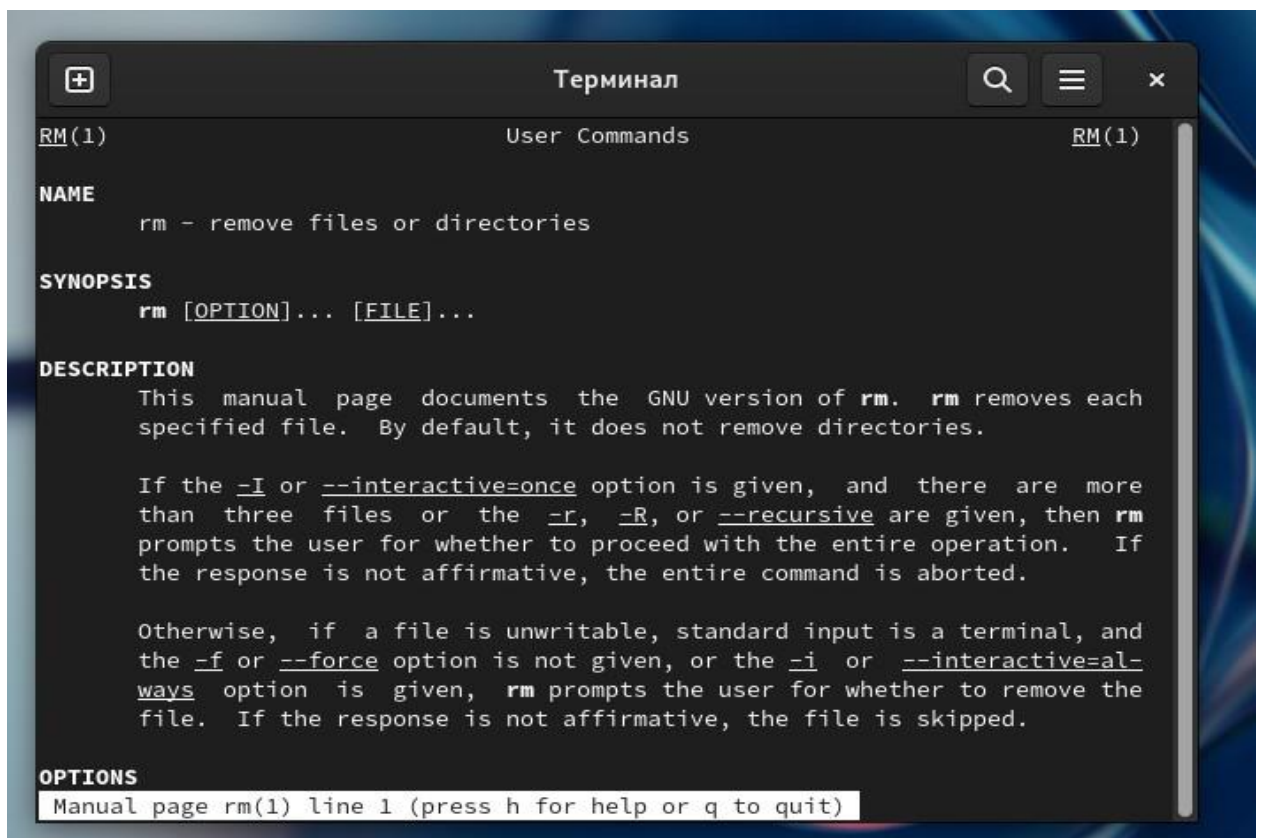 Терминал
RM(1) User Commands RM(1)
NAME
rm - remove files or directories
SYNOPSIS
rm [OPTION]... [FILE]...
DESCRIPTION
This manual page documents the GNU version of rm. rm removes each
specified file. By default, it does not remove directories.
If the -I or --interactive=once option is given, and there are more
than three files or the -r, -R, or --recursive are given, then rm
prompts the user for whether to proceed with the entire operation. If
the response is not affirmative, the entire command is aborted.
Otherwise, if a file is unwritable, standard input is a terminal, and
the -f or --force option is not given, or the -i or --interactive=al-
ways option is given, rm prompts the user for whether to remove the
file. If the response is not affirmative, the file is skipped.
OPTIONS
Manual page rm(1) line 1 (press h for help or q to quit)